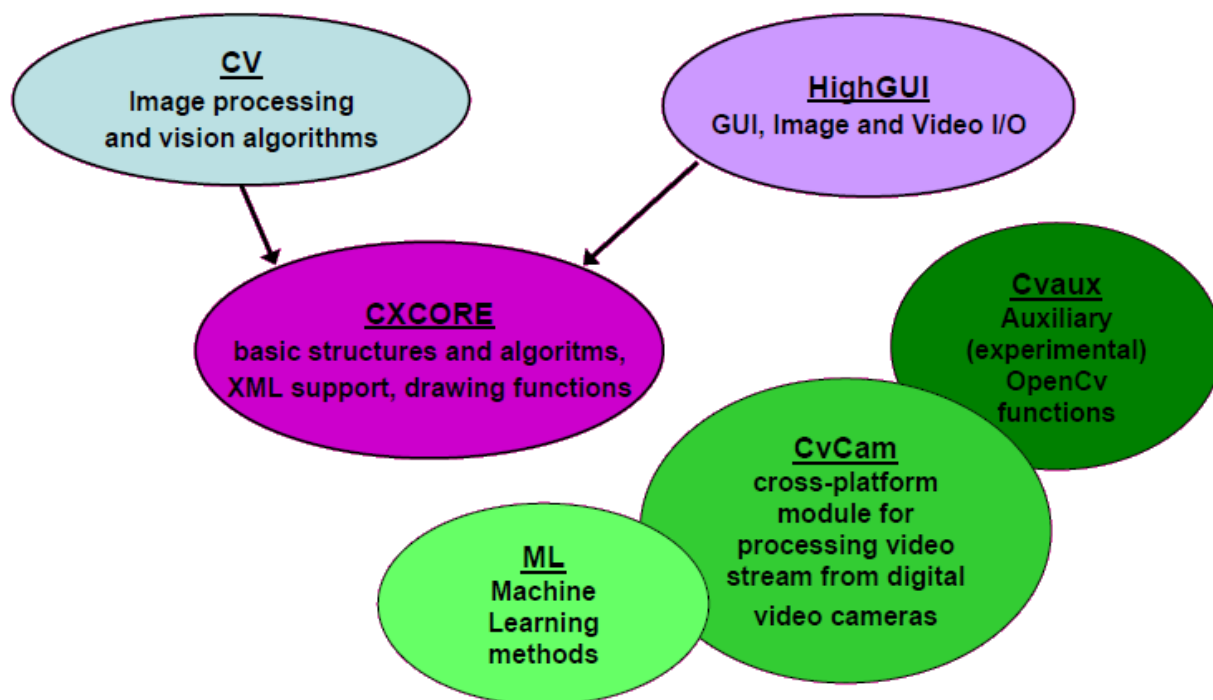 CV
Image processing
and vision algorithms
HighGUI
GUI, Image and Video I/O
CXCORE
basic structures and algoritms,
XML support, drawing functions
Cvaux
Auxiliary
(experimental)
OpenCv
functions
CvCam
cross-platform
module for
processing video
stream from digital
video cameras
ML
Machine
Learning
methods